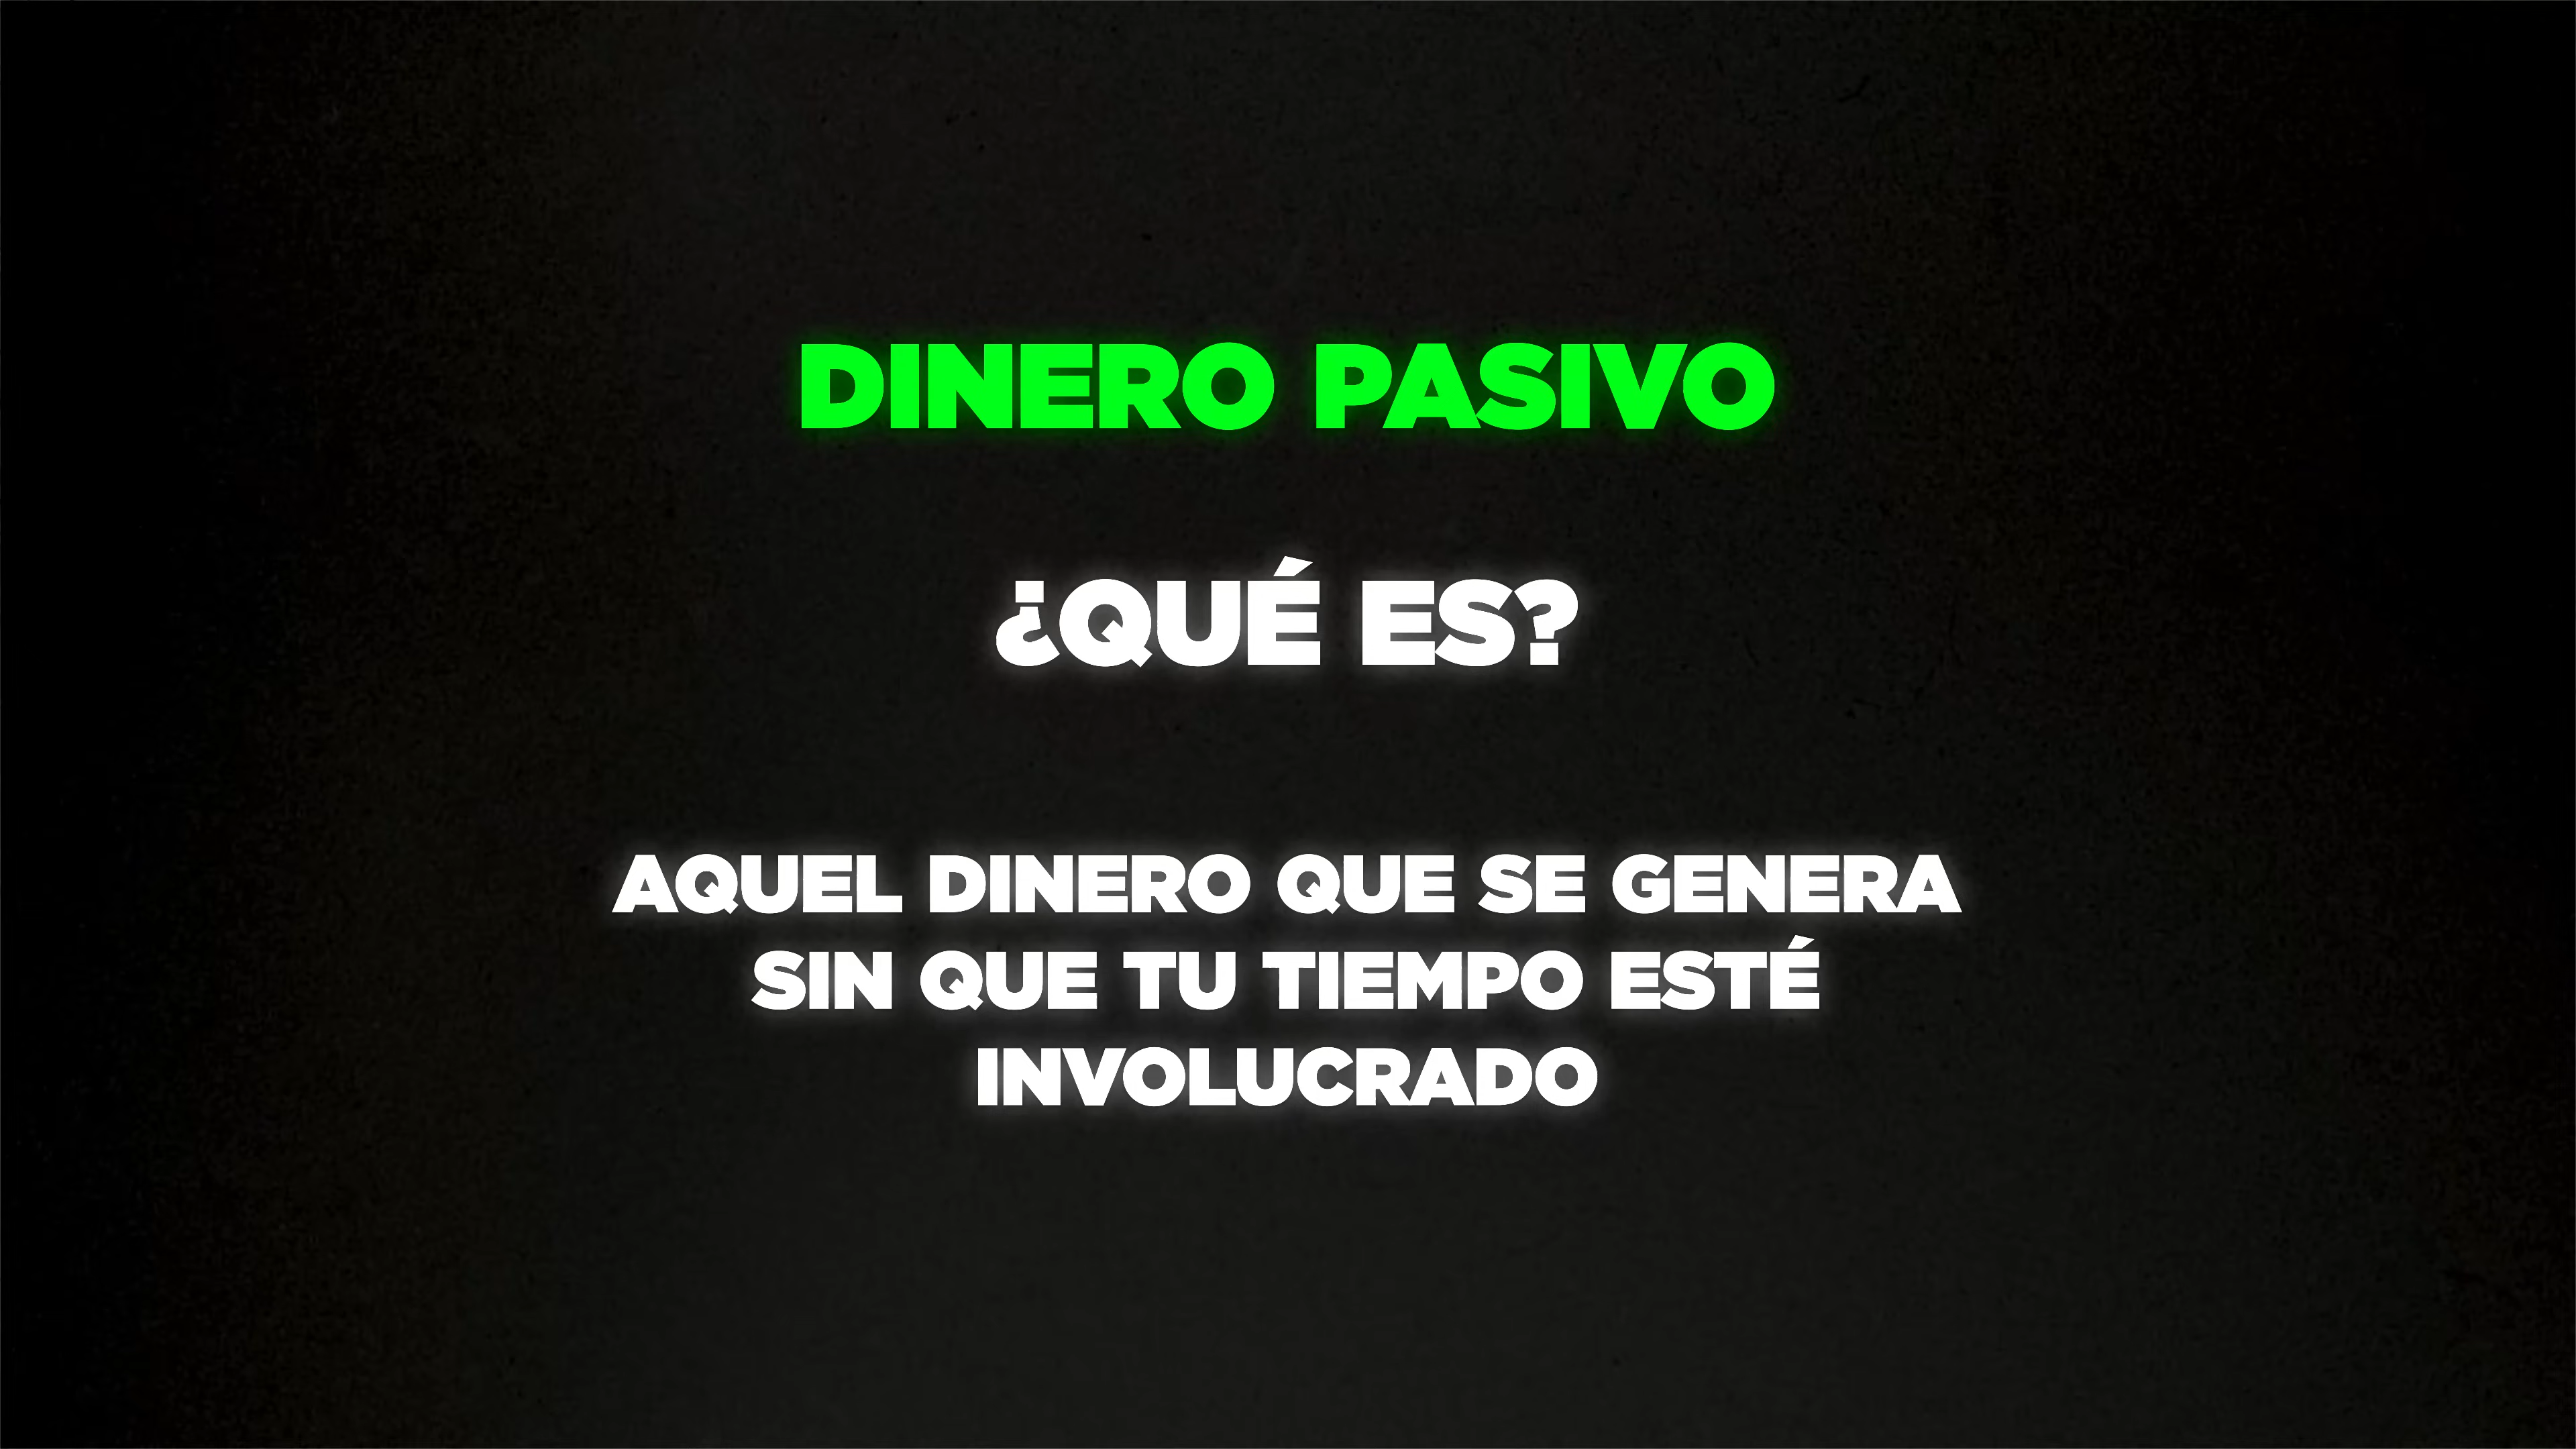 DINERO PASIVO
¿QUÉ ES?
AQUEL DINERO QUE SE GENERA
SIN QUE TU TIEMPO ESTÉ
INVOLUCRADO